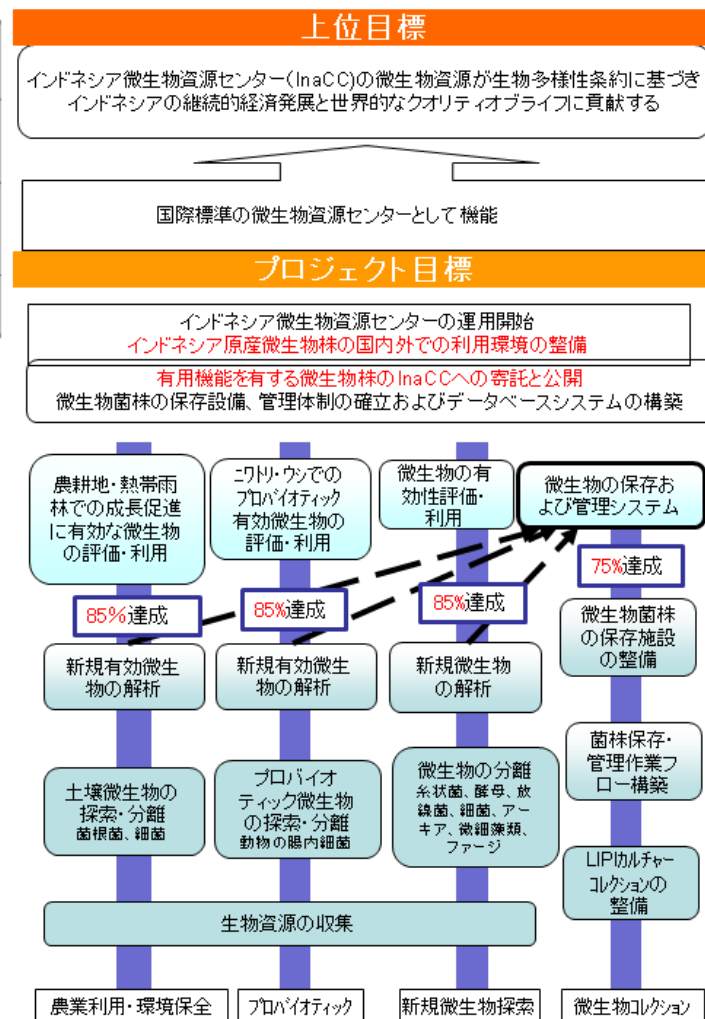 上位目標
インドネシア微生物資源センター(InaCC)の微生物資源が生物多様性条約に基づき
インドネシアの継続的経済発展と世界的なクオリティオブライフに貢献する
国際標準の微生物資源センターとして機能
プロジェクト目標
インドネシア微生物資源センターの運用開始
インドネシア原産微生物株の国内外での利用環境の整備
有用機能を有する微生物株のInaCCへの寄託と公開
微生物菌株の保存設備、管理体制の確立およびデータベースシステムの構築
農耕地・熱帯雨
林での成長促進
に有効な微生物
の評価・利用
ニワトリ・ウシでの
プロバイオティック
有効微生物の
評価・利用
微生物の有
効性評価・
利用
微生物の保存お
よび管理システム
85%達成
85%達成
85%達成
75%達成
新規有効微生
物の解析
新規有効微生
物の解析
新規微生物
の解析
微生物菌株
の保存施設
の整備
土壌微生物の
探索・分離
菌根菌、細菌
プロバイオ
ティック微生物
の探索・分離
動物の腸内細菌
微生物の分離
糸状菌、酵母、放
線菌、細菌、アー
キア、微細藻類、
ファージ
菌株保存・
管理作業フ
ロー構築
LIPIカルチャー
コレクションの
整備
生物資源の収集
農業利用・環境保全
プロバイオティック
新規微生物探索
微生物コレクション